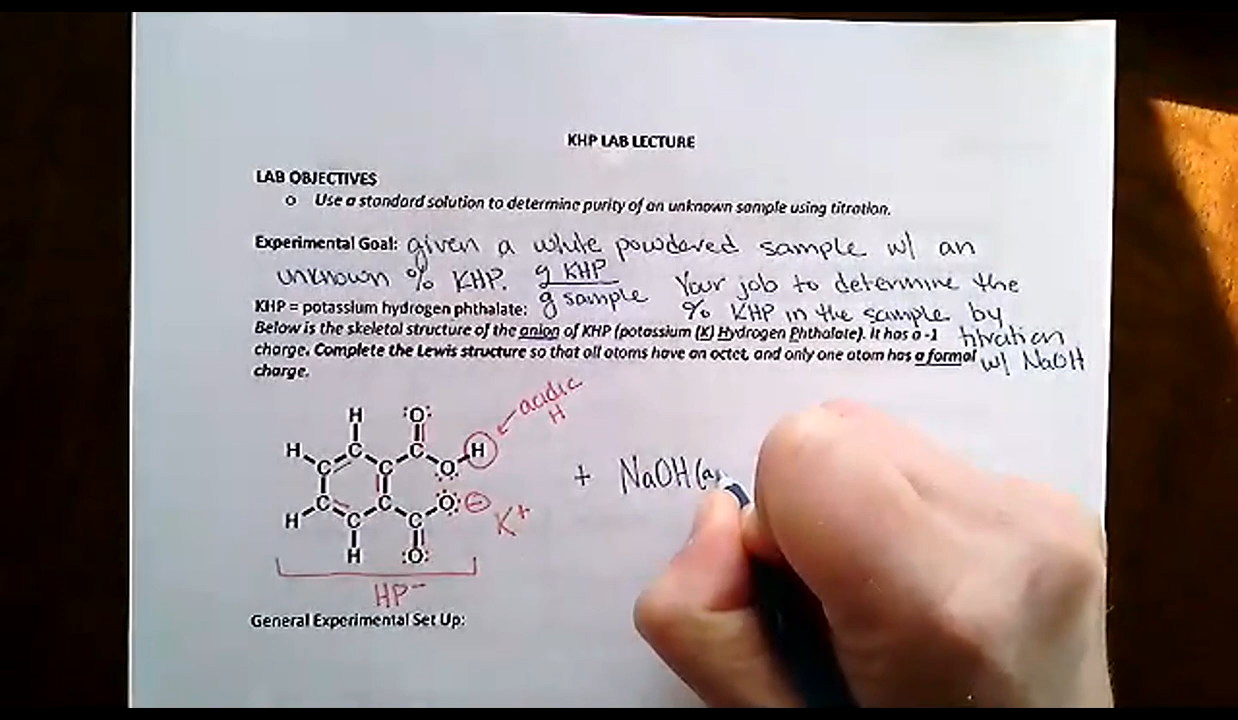 KHP LAB LECTURE
LAB OBJECTIVES
o Use a standard solution to determine purity of an unknown sample using titration.
Experimental Goal: given a white powdered sample w/ an
unknown % KHP. g KHP / g sample Your job to determine the
KHP = potassium hydrogen phthalate: % KHP in the sample by
Below is the skeletal structure of the anion of KHP (potassium (K) Hydrogen Phthalate). It has a -1 titration
charge. Complete the Lewis structure so that all atoms have an octet, and only one atom has a formal w/ NaOH
charge.
acidic
H
H :O:
H C C O H
C C
C C O: ⊖ K+
H C C
H :O:
+ NaOH (aq
HP⁻
General Experimental Set Up: